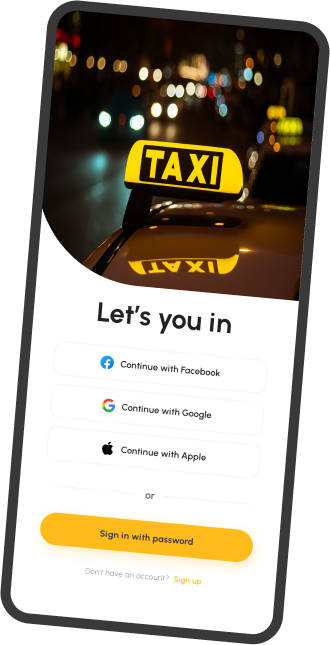 TAXI
TAXI
Let's you in
Continue with Facebook
Continue with Google
Continue with Apple
or
Sign in with password
Don't have an account? Sign up